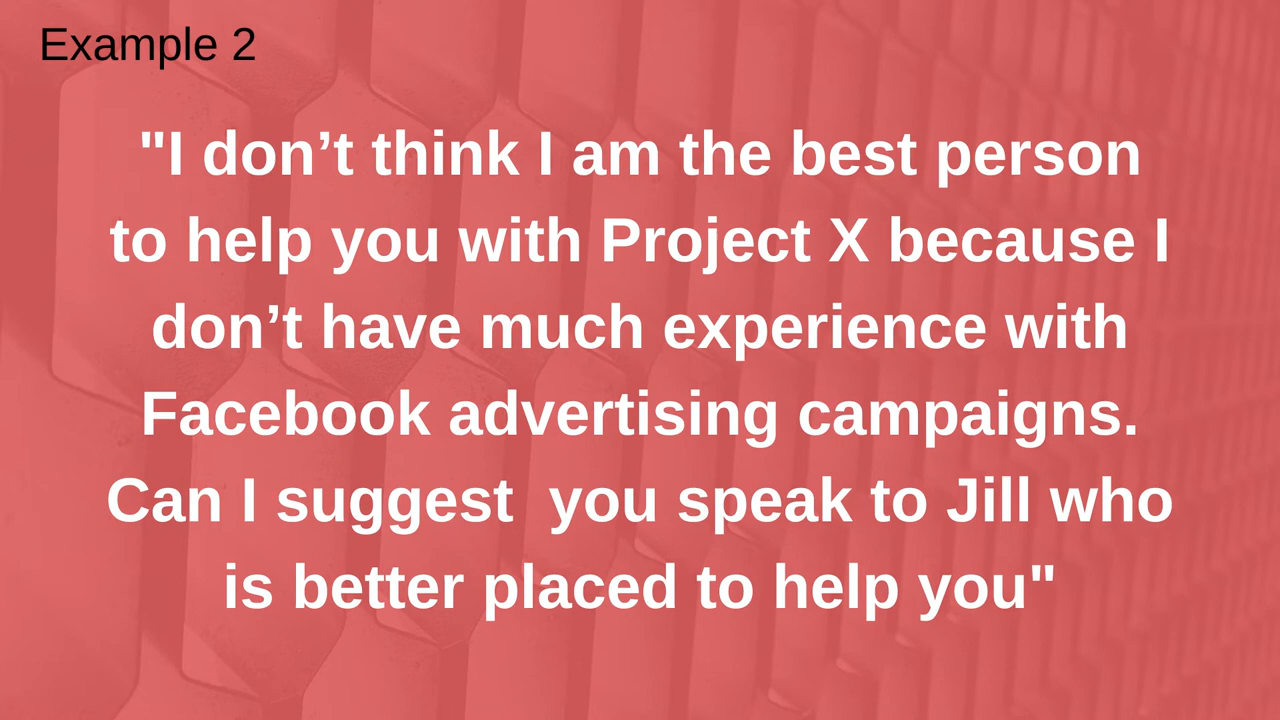 Example 2
"I don’t think I am the best person
to help you with Project X because I
don’t have much experience with
Facebook advertising campaigns.
Can I suggest  you speak to Jill who
is better placed to help you"